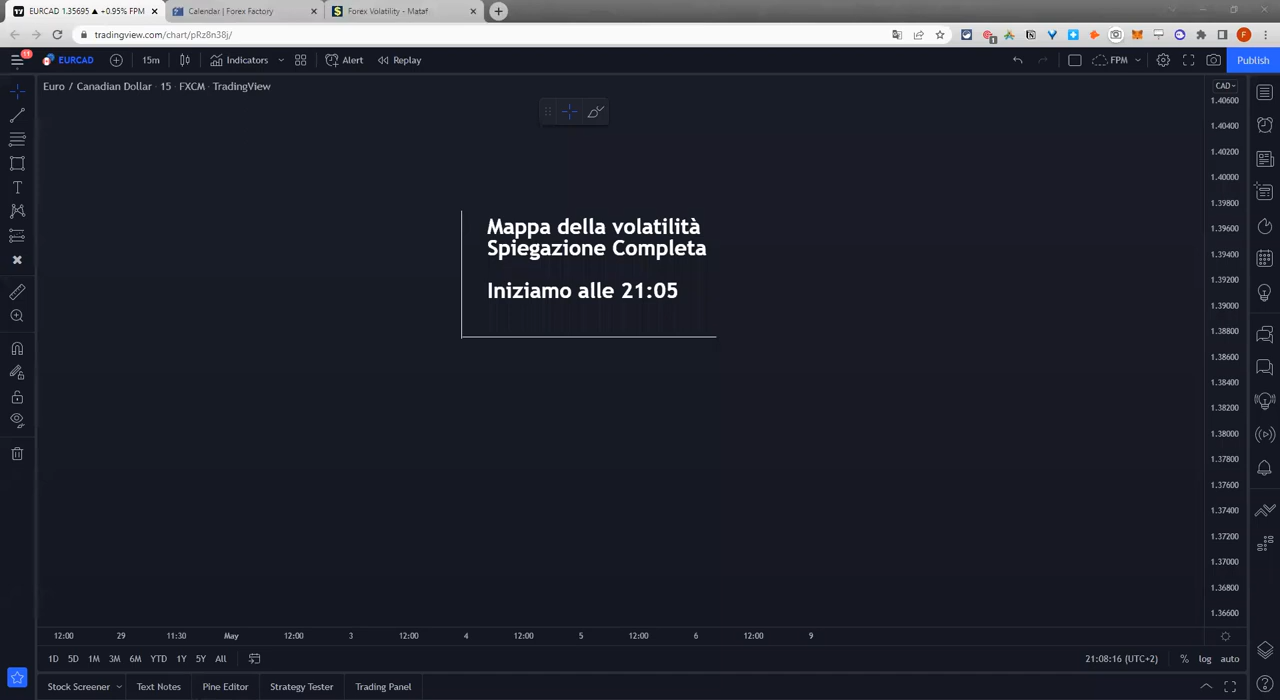 EURCAD 1.35695 ▲ +0.95% FPM
Calendar | Forex Factory
$ Forex Volatility - Mataf
tradingview.com/chart/pRz8n38j/
1
F
11
EURCAD
15m
Indicators
Alert
Replay
FPM
Publish
Euro / Canadian Dollar · 15 · FXCM · TradingView
CAD
1.40600
1.40400
1.40200
1.40000
1.39800
1.39600
1.39400
1.39200
1.39000
1.38800
1.38600
1.38400
1.38200
1.38000
1.37800
1.37600
1.37400
1.37200
1.37000
1.36800
1.36600
Mappa della volatilità
Spiegazione Completa
Iniziamo alle 21:05
12:00 29 11:30 May 12:00 3 12:00 4 12:00 5 12:00 6 12:00 9
1D 5D 1M 3M 6M YTD 1Y 5Y All
21:08:16 (UTC+2) % log auto
Stock Screener Text Notes Pine Editor Strategy Tester Trading Panel